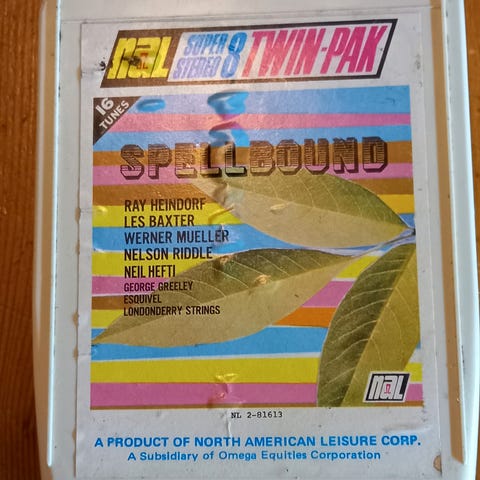 nal SUPER STEREO 8 TWIN-PAK
16 TUNES
SPELLBOUND
RAY HEINDORF
LES BAXTER
WERNER MUELLER
NELSON RIDDLE
NEIL HEFTI
GEORGE GREELEY
ESQUIVEL
LONDONDERRY STRINGS
nal
NL 2-81613
A PRODUCT OF NORTH AMERICAN LEISURE CORP.
A Subsidiary of Omega Equities Corporation